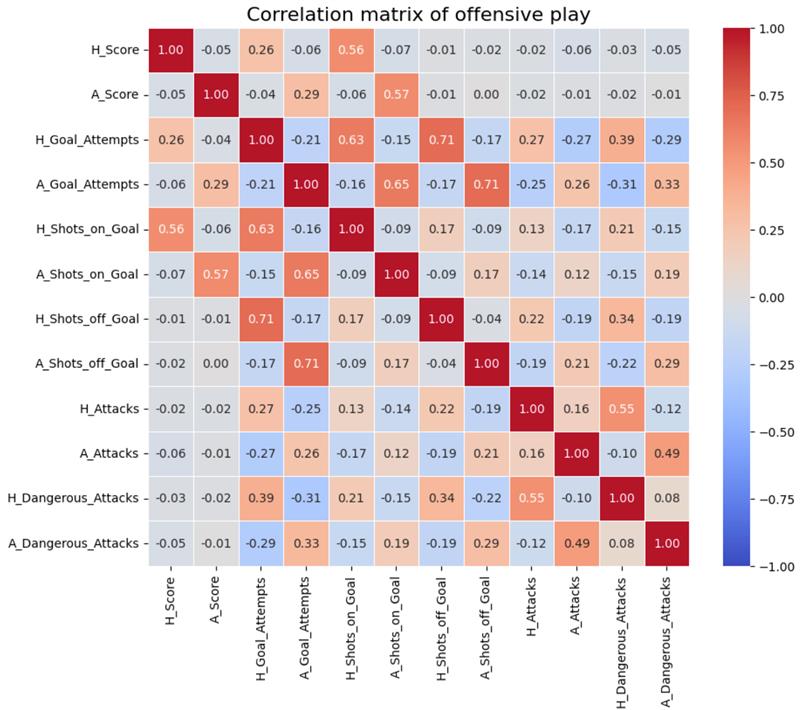 Correlation matrix of offensive play
H_Score 1.00 -0.05 0.26 -0.06 0.56 -0.07 -0.01 -0.02 -0.02 -0.06 -0.03 -0.05
A_Score -0.05 1.00 -0.04 0.29 -0.06 0.57 -0.01 0.00 -0.02 -0.01 -0.02 -0.01
H_Goal_Attempts 0.26 -0.04 1.00 -0.21 0.63 -0.15 0.71 -0.17 0.27 -0.27 0.39 -0.29
A_Goal_Attempts -0.06 0.29 -0.21 1.00 -0.16 0.65 -0.17 0.71 -0.25 0.26 -0.31 0.33
H_Shots_on_Goal 0.56 -0.06 0.63 -0.16 1.00 -0.09 0.17 -0.09 0.13 -0.17 0.21 -0.15
A_Shots_on_Goal -0.07 0.57 -0.15 0.65 -0.09 1.00 -0.09 0.17 -0.14 0.12 -0.15 0.19
H_Shots_off_Goal -0.01 -0.01 0.71 -0.17 0.17 -0.09 1.00 -0.04 0.22 -0.19 0.34 -0.19
A_Shots_off_Goal -0.02 0.00 -0.17 0.71 -0.09 0.17 -0.04 1.00 -0.19 0.21 -0.22 0.29
H_Attacks -0.02 -0.02 0.27 -0.25 0.13 -0.14 0.22 -0.19 1.00 0.16 0.55 -0.12
A_Attacks -0.06 -0.01 -0.27 0.26 -0.17 0.12 -0.19 0.21 0.16 1.00 -0.10 0.49
H_Dangerous_Attacks -0.03 -0.02 0.39 -0.31 0.21 -0.15 0.34 -0.22 0.55 -0.10 1.00 0.08
A_Dangerous_Attacks -0.05 -0.01 -0.29 0.33 -0.15 0.19 -0.19 0.29 -0.12 0.49 0.08 1.00
H_Score
A_Score
H_Goal_Attempts
A_Goal_Attempts
H_Shots_on_Goal
A_Shots_on_Goal
H_Shots_off_Goal
A_Shots_off_Goal
H_Attacks
A_Attacks
H_Dangerous_Attacks
A_Dangerous_Attacks
1.00
0.75
0.50
0.25
0.00
−0.25
−0.50
−0.75
−1.00